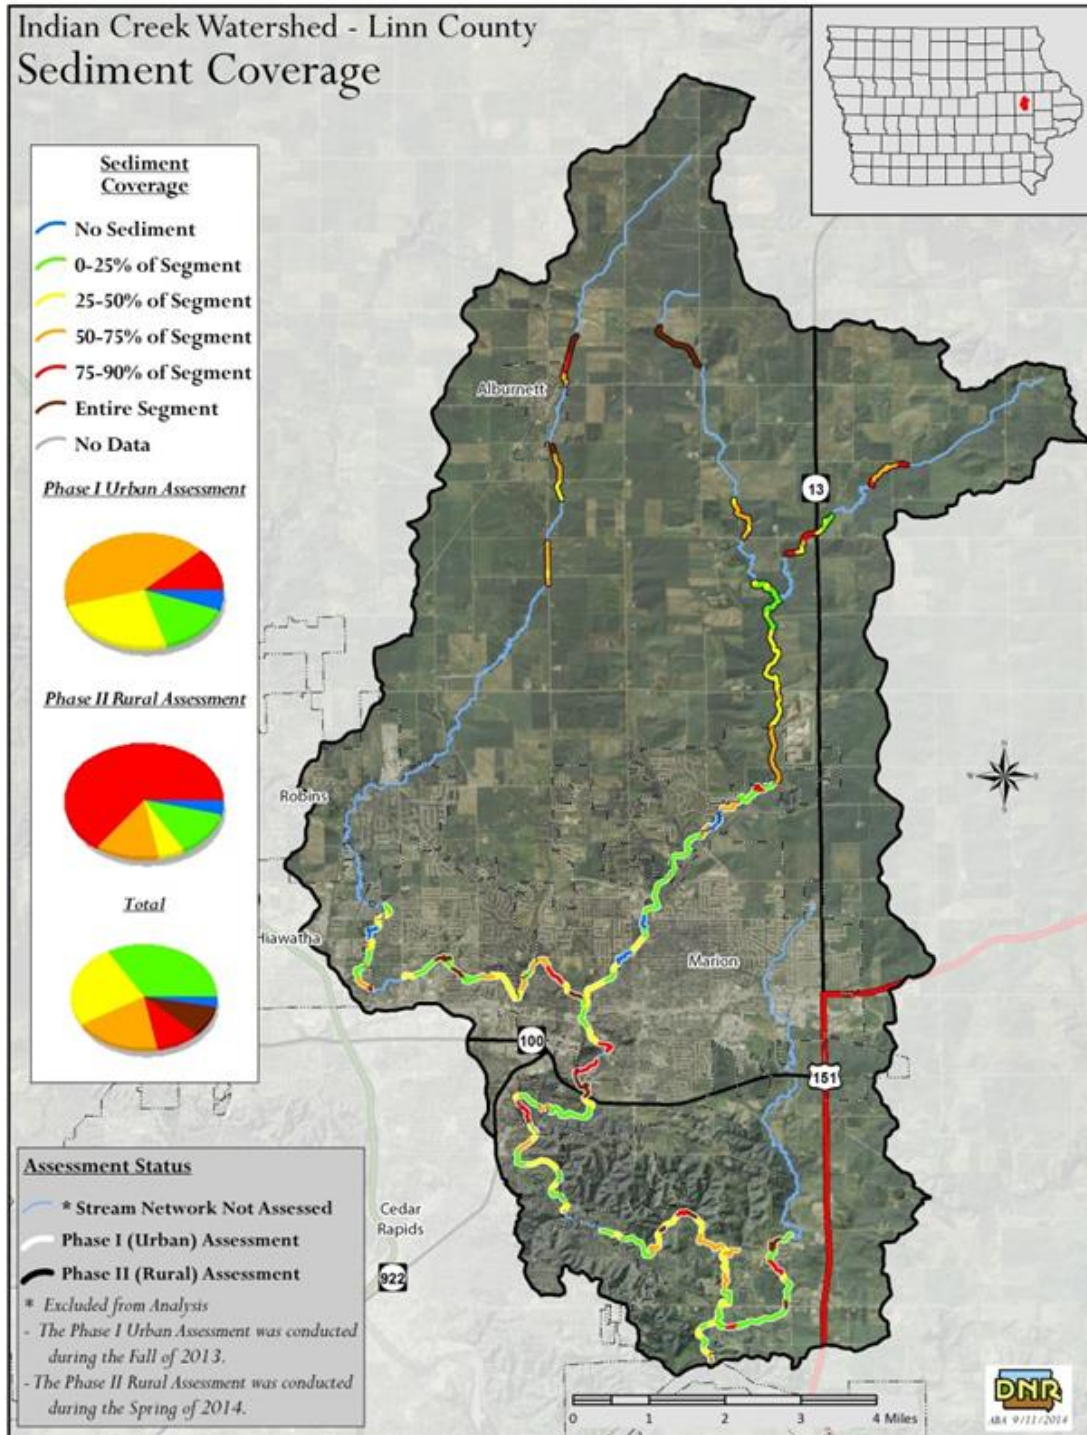 Indian Creek Watershed - Linn County
Sediment Coverage
Sediment
Coverage
No Sediment
0-25% of Segment
25-50% of Segment
50-75% of Segment
75-90% of Segment
Entire Segment
No Data
Phase I Urban Assessment
Phase II Rural Assessment
Total
Alburnett
13
Robins
Hiawatha
Marion
100
151
Cedar
Rapids
922
Assessment Status
* Stream Network Not Assessed
Phase I (Urban) Assessment
Phase II (Rural) Assessment
* Excluded from Analysis
- The Phase I Urban Assessment was conducted
during the Fall of 2013.
- The Phase II Rural Assessment was conducted
during the Spring of 2014.
0 1 2 3 4 Miles
DNR
ABA 9/11/2014